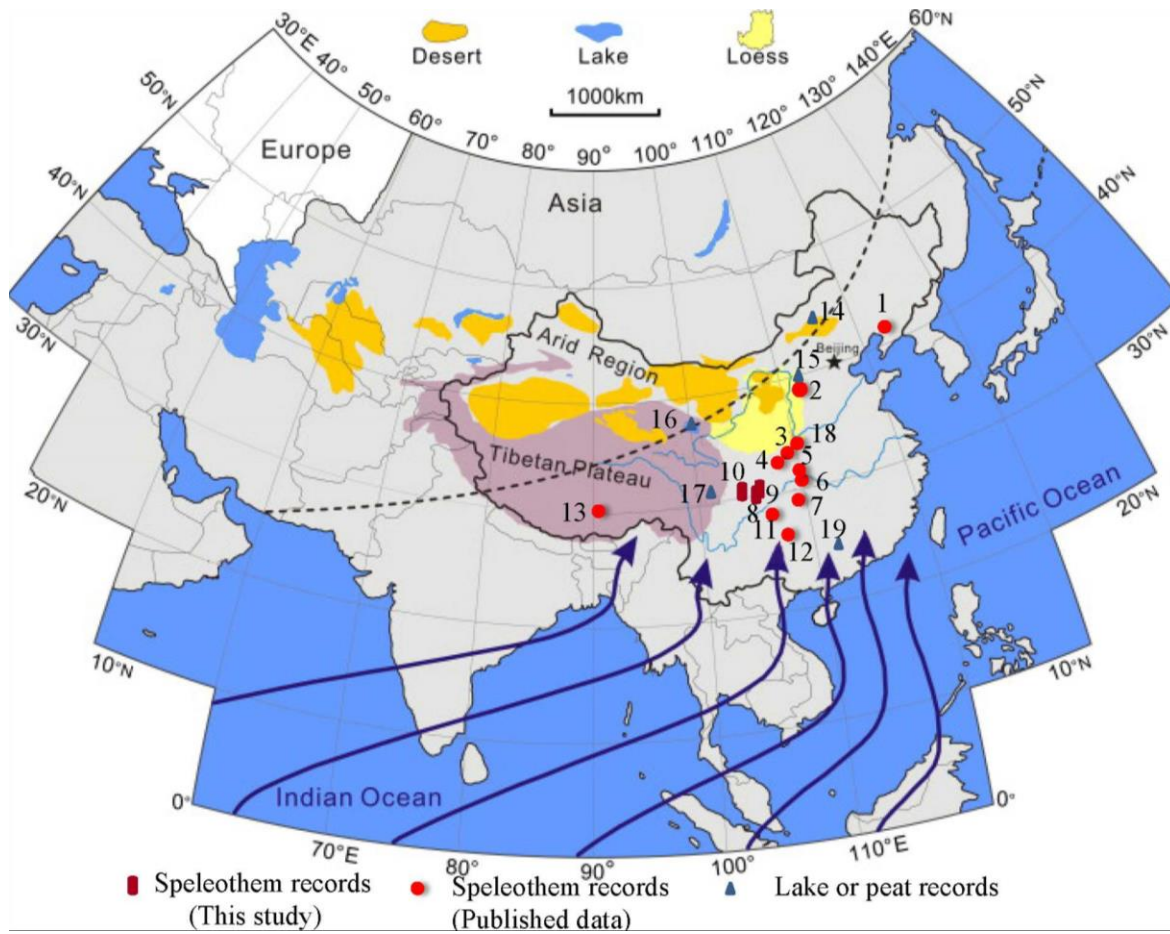 Desert
Lake
Loess
1000km
30°E
40°
50°
60°
70°
80°
90°
100°
110°
120°
130°
140°E
60°N
50°N
40°N
30°N
20°N
10°N
0°
50°N
40°N
30°N
20°N
10°N
0°
Europe
Asia
Arid Region
Tibetan Plateau
Beijing
1
14
15
2
16
3
18
4
5
10
6
17
9
7
13
8
11
19
12
Pacific Ocean
Indian Ocean
70°E
80°
90°
100°
110°E
Speleothem records
(This study)
Speleothem records
(Published data)
Lake or peat records